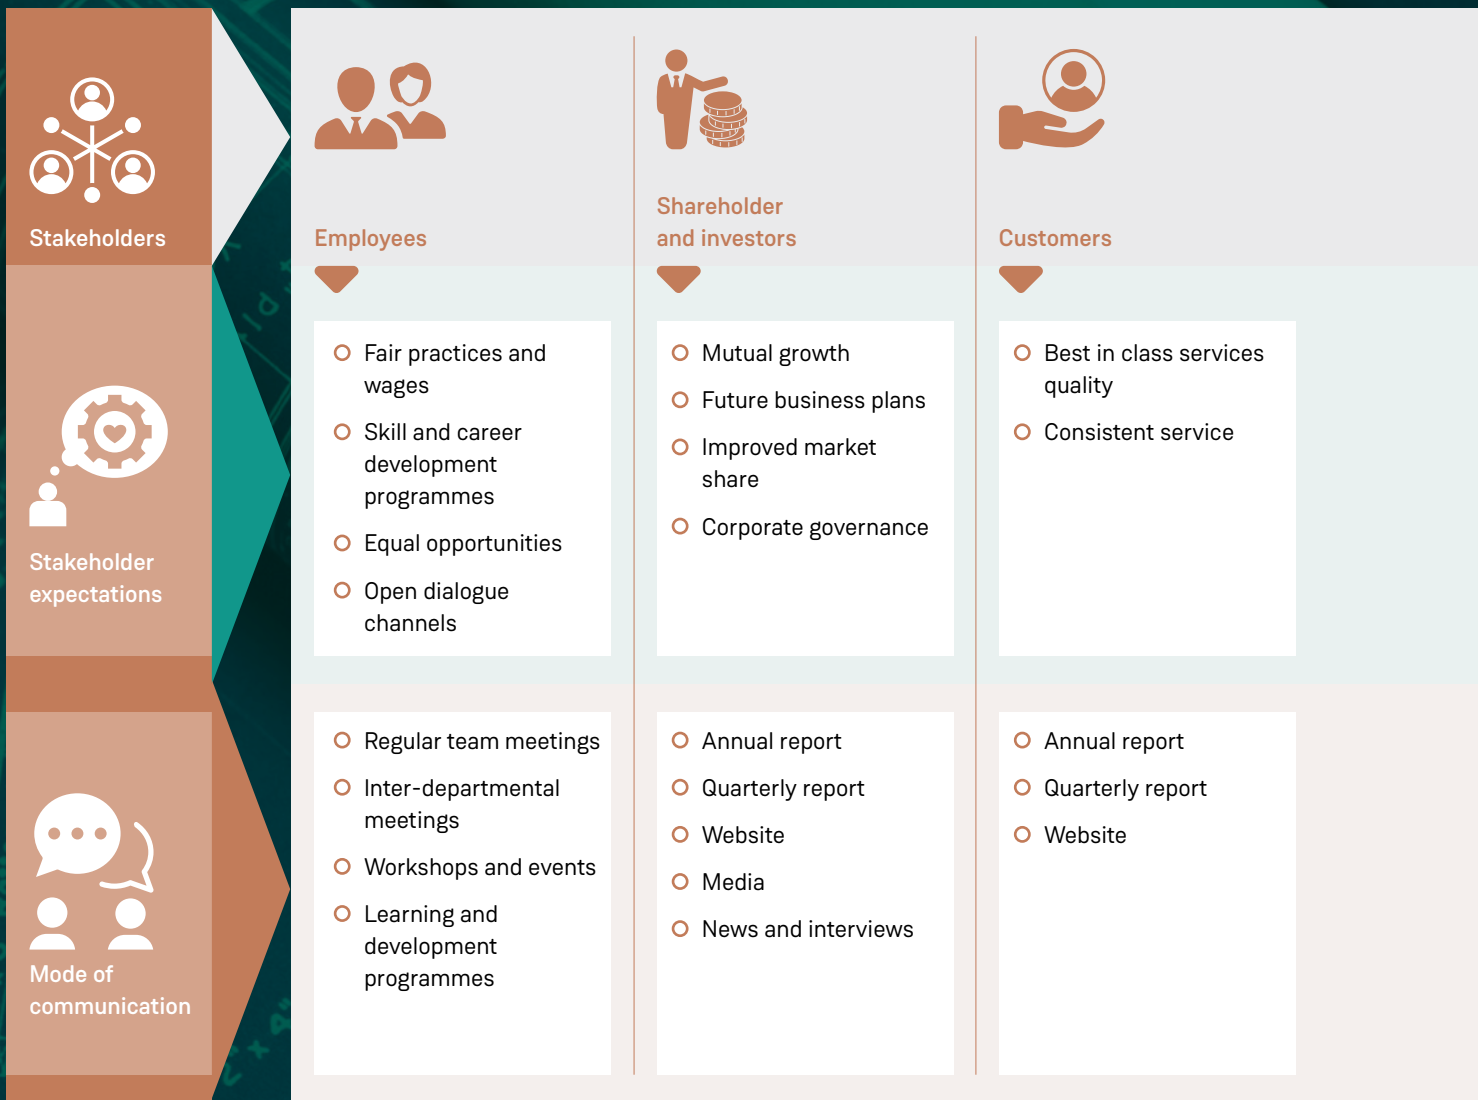 Stakeholders
Employees
Shareholder
and investors
Customers
Stakeholder
expectations
Fair practices and
wages
Skill and career
development
programmes
Equal opportunities
Open dialogue
channels
Mutual growth
Future business plans
Improved market
share
Corporate governance
Best in class services
quality
Consistent service
Mode of
communication
Regular team meetings
Inter-departmental
meetings
Workshops and events
Learning and
development
programmes
Annual report
Quarterly report
Website
Media
News and interviews
Annual report
Quarterly report
Website